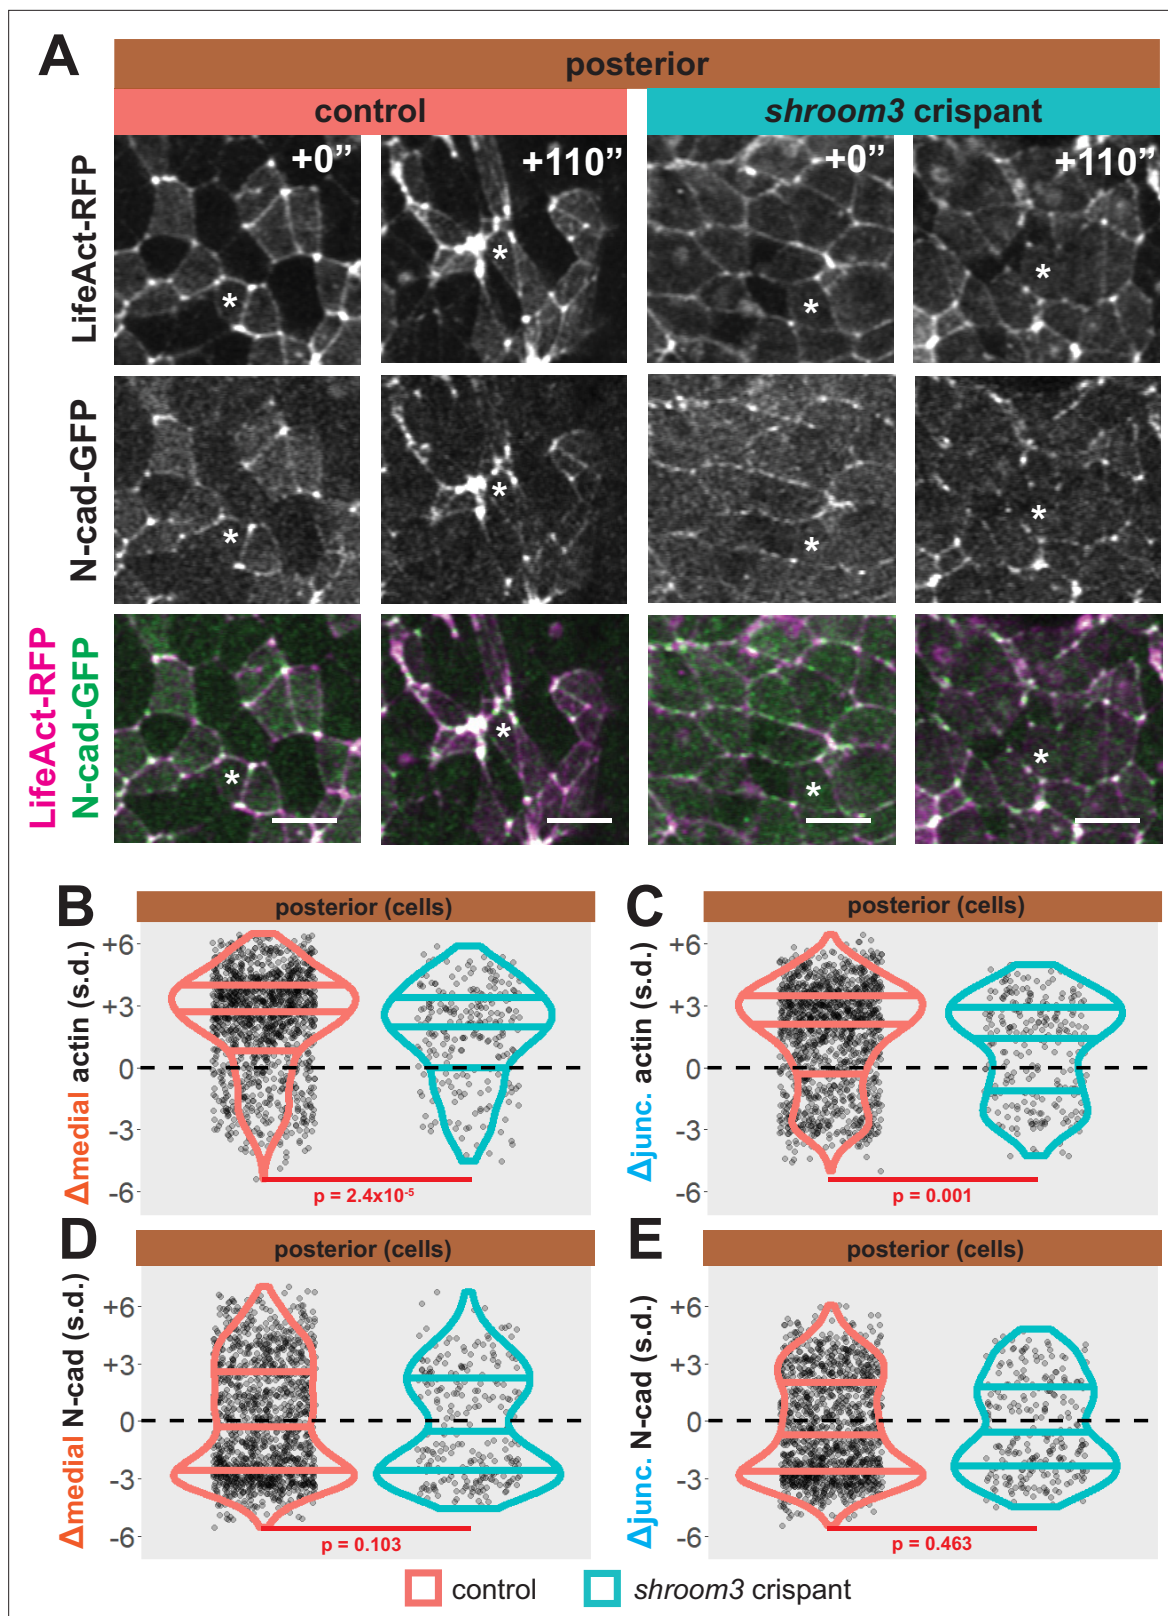 A
posterior
control
shroom3 crispant
LifeAct-RFP
+0”
+110”
+0”
+110”
*
*
*
*
N-cad-GFP
*
*
*
*
LifeAct-RFP
N-cad-GFP
*
*
*
*
B
posterior (cells)
Δmedial actin (s.d.)
+6
+3
0
-3
-6
p = 2.4x10⁻⁵
C
posterior (cells)
Δjunc. actin (s.d.)
+6
+3
0
-3
-6
p = 0.001
D
posterior (cells)
Δmedial N-cad (s.d.)
+6
+3
0
-3
-6
p = 0.103
E
posterior (cells)
Δjunc. N-cad (s.d.)
+6
+3
0
-3
-6
p = 0.463
control
shroom3 crispant